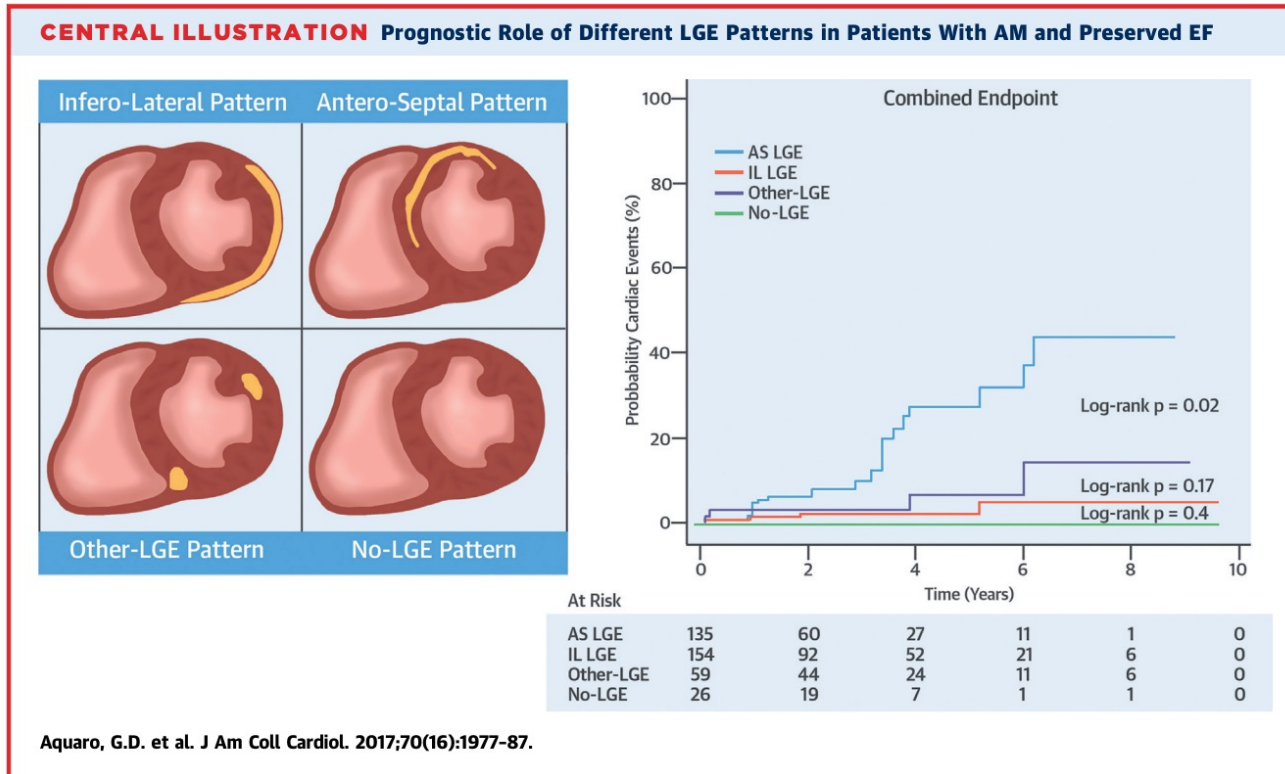 CENTRAL ILLUSTRATION Prognostic Role of Different LGE Patterns in Patients With AM and Preserved EF
Infero-Lateral Pattern
Antero-Septal Pattern
Other-LGE Pattern
No-LGE Pattern
Combined Endpoint
Probbability Cardiac Events (%)
100
80
60
40
20
0
AS LGE
IL LGE
Other-LGE
No-LGE
Log-rank p = 0.02
Log-rank p = 0.17
Log-rank p = 0.4
0 2 4 6 8 10
Time (Years)
At Risk
AS LGE 135 60 27 11 1 0
IL LGE 154 92 52 21 6 0
Other-LGE 59 44 24 11 6 0
No-LGE 26 19 7 1 1 0
Aquaro, G.D. et al. J Am Coll Cardiol. 2017;70(16):1977-87.